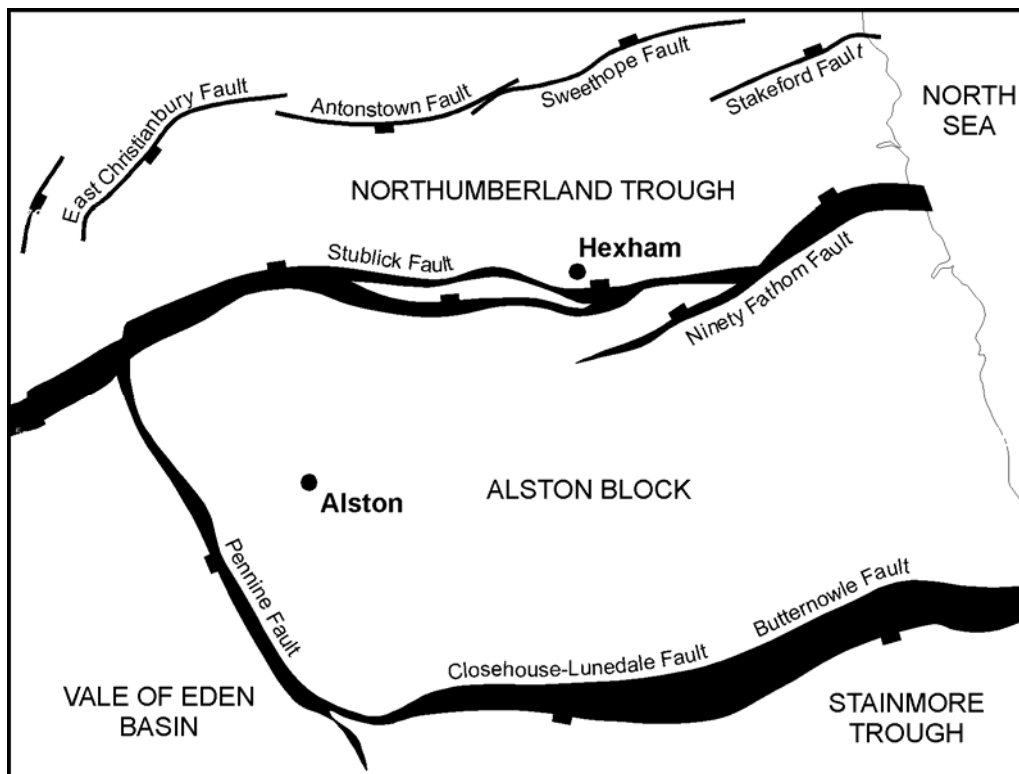 East Christianbury Fault
Antonstown Fault
Sweethope Fault
Stakeford Fault
NORTH
SEA
NORTHUMBERLAND TROUGH
Stublick Fault
Hexham
Ninety Fathom Fault
Alston
ALSTON BLOCK
Pennine Fault
Closehouse-Lunedale Fault
Butternowle Fault
VALE OF EDEN
BASIN
STAINMORE
TROUGH